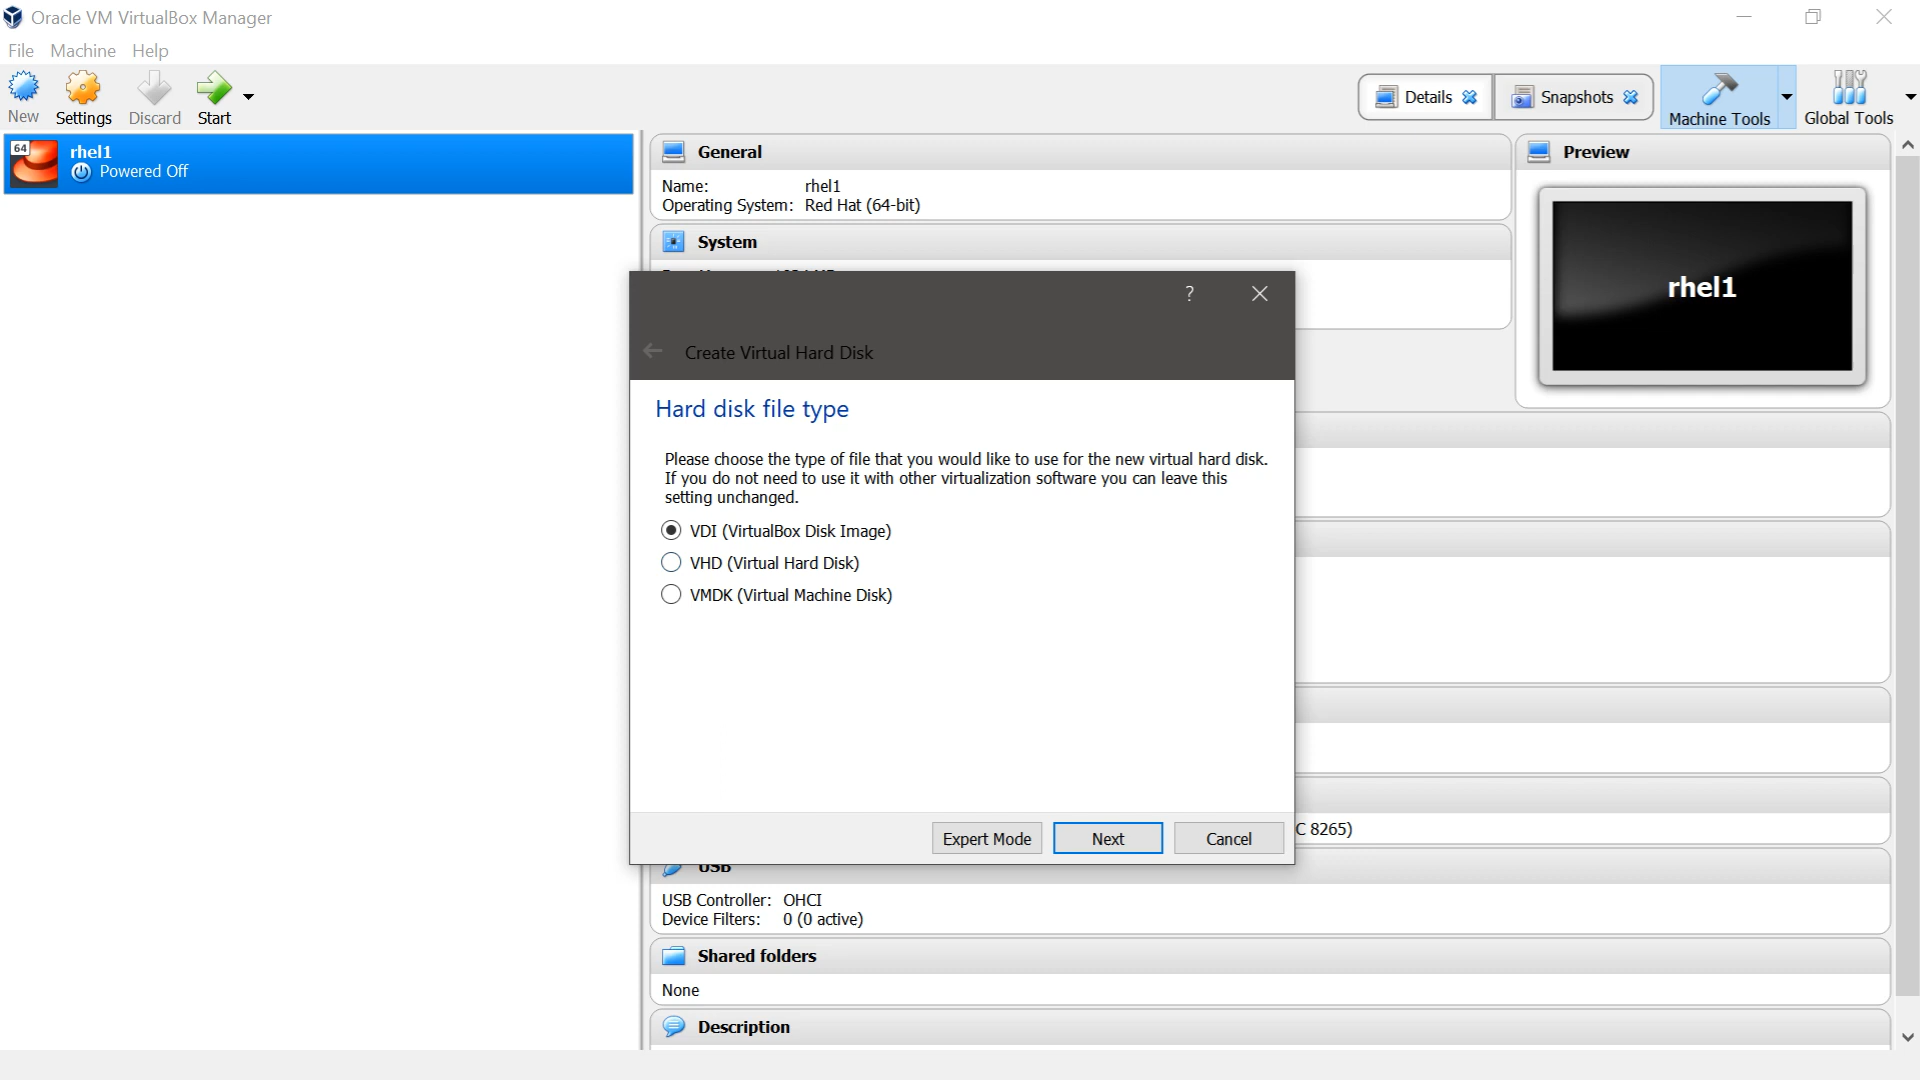 Oracle VM VirtualBox Manager
File Machine Help
New Settings Discard Start
Details Snapshots Machine Tools Global Tools
64 rhel1
Powered Off
General
Name: rhel1
Operating System: Red Hat (64-bit)
System
Preview
rhel1
?
Create Virtual Hard Disk
Hard disk file type
Please choose the type of file that you would like to use for the new virtual hard disk.
If you do not need to use it with other virtualization software you can leave this
setting unchanged.
VDI (VirtualBox Disk Image)
VHD (Virtual Hard Disk)
VMDK (Virtual Machine Disk)
Expert Mode Next Cancel
C 8265)
USB
USB Controller: OHCI
Device Filters: 0 (0 active)
Shared folders
None
Description